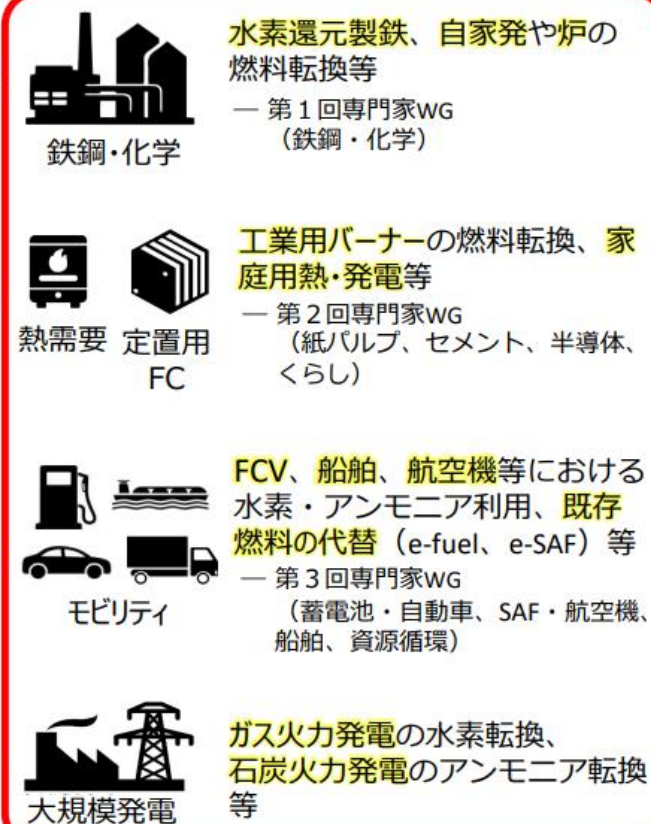 水素還元製鉄、自家発や炉の
燃料転換等
― 第１回専門家WG
（鉄鋼・化学）
鉄鋼・化学
工業用バーナーの燃料転換、家
庭用熱・発電等
― 第２回専門家WG
（紙パルプ、セメント、半導体、
くらし）
熱需要
定置用
FC
FCV、船舶、航空機等における
水素・アンモニア利用、既存
燃料の代替（e-fuel、e-SAF）等
― 第３回専門家WG
（蓄電池・自動車、SAF・航空機、
船舶、資源循環）
モビリティ
ガス火力発電の水素転換、
石炭火力発電のアンモニア転換
等
大規模発電